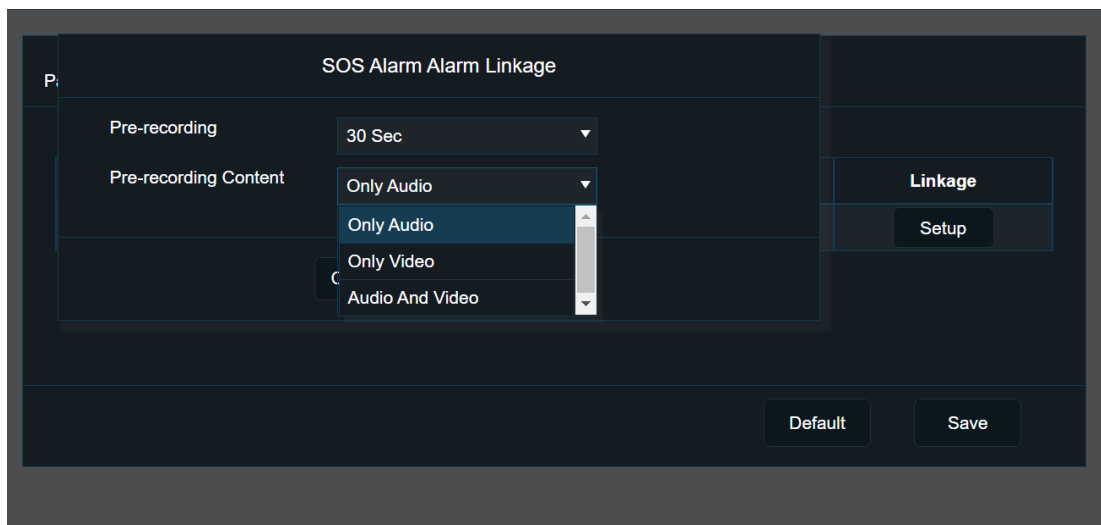 SOS Alarm Alarm Linkage
Pre-recording
30 Sec
Pre-recording Content
Only Audio
Linkage
Only Audio
Setup
Only Video
Audio And Video
Default
Save